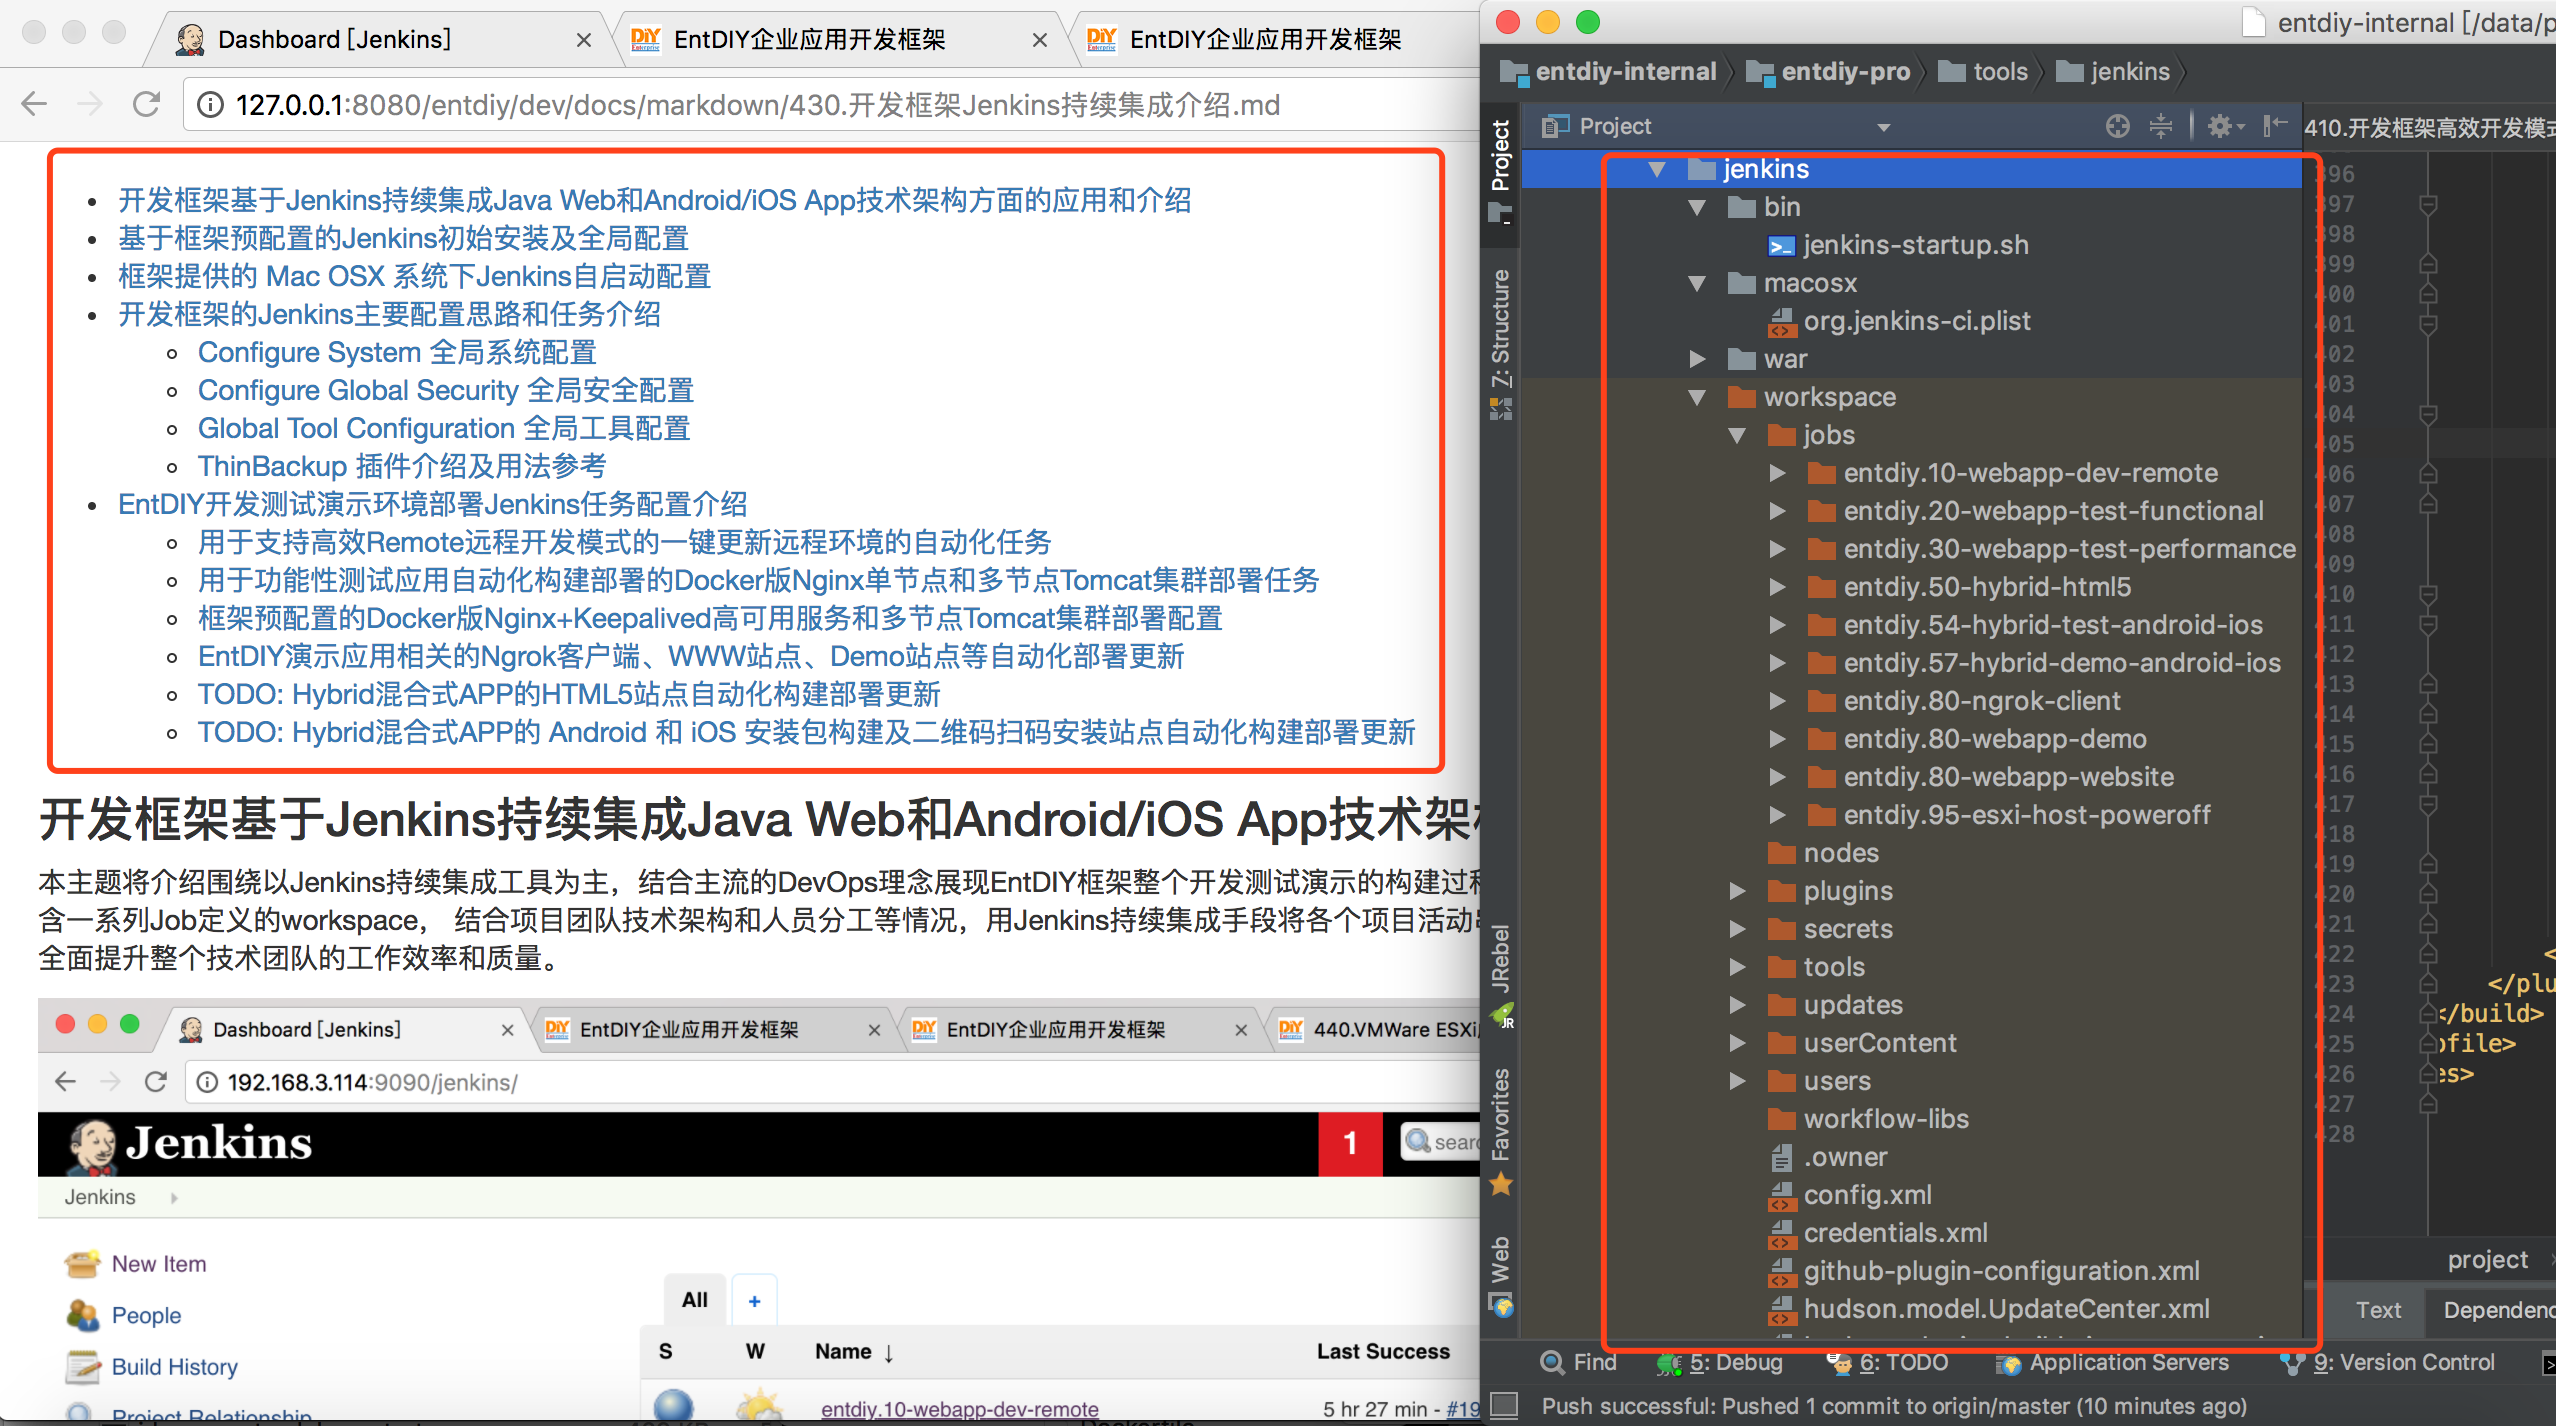 Dashboard [Jenkins]
EntDIY企业应用开发框架
EntDIY企业应用开发框架
127.0.0.1:8080/entdiy/dev/docs/markdown/430.开发框架Jenkins持续集成介绍.md
开发框架基于Jenkins持续集成Java Web和Android/iOS App技术架构方面的应用和介绍
基于框架预配置的Jenkins初始安装及全局配置
框架提供的 Mac OSX 系统下Jenkins自启动配置
开发框架的Jenkins主要配置思路和任务介绍
Configure System 全局系统配置
Configure Global Security 全局安全配置
Global Tool Configuration 全局工具配置
ThinBackup 插件介绍及用法参考
EntDIY开发测试演示环境部署Jenkins任务配置介绍
用于支持高效Remote远程开发模式的一键更新远程环境的自动化任务
用于功能性测试应用自动化构建部署的Docker版Nginx单节点和多节点Tomcat集群部署任务
框架预配置的Docker版Nginx+Keepalived高可用服务和多节点Tomcat集群部署配置
EntDIY演示应用相关的Ngrok客户端、WWW站点、Demo站点等自动化部署更新
TODO: Hybrid混合式APP的HTML5站点自动化构建部署更新
TODO: Hybrid混合式APP的 Android 和 iOS 安装包构建及二维码扫码安装站点自动化构建部署更新
开发框架基于Jenkins持续集成Java Web和Android/iOS App技术架
本主题将介绍围绕以Jenkins持续集成工具为主，结合主流的DevOps理念展现EntDIY框架整个开发测试演示的构建过
含一系列Job定义的workspace， 结合项目团队技术架构和人员分工等情况，用Jenkins持续集成手段将各个项目活动
全面提升整个技术团队的工作效率和质量。
Dashboard [Jenkins]
EntDIY企业应用开发框架
EntDIY企业应用开发框架
440.VMWare ESXi
192.168.3.114:9090/jenkins/
Jenkins
1
sear
Jenkins
New Item
People
Build History
Project Relationship
All
+
S W Name ↓ Last Success
entdiy.10-webapp-dev-remote 5 hr 27 min - #19
entdiy-internal [/data/p
entdiy-internal entdiy-pro tools jenkins
Project
410.开发框架高效开发模式
Project
Z: Structure
JRebel
Favorites
Web
jenkins
bin
jenkins-startup.sh
macosx
org.jenkins-ci.plist
war
workspace
jobs
entdiy.10-webapp-dev-remote
entdiy.20-webapp-test-functional
entdiy.30-webapp-test-performance
entdiy.50-hybrid-html5
entdiy.54-hybrid-test-android-ios
entdiy.57-hybrid-demo-android-ios
entdiy.80-ngrok-client
entdiy.80-webapp-demo
entdiy.80-webapp-website
entdiy.95-esxi-host-poweroff
nodes
plugins
secrets
tools
updates
userContent
users
workflow-libs
.owner
config.xml
credentials.xml
github-plugin-configuration.xml
hudson.model.UpdateCenter.xml
396
397
398
399
400
401
402
403
404
405
406
407
408
409
410
411
412
413
414
415
416
417
418
419
420
421
422 <
423 </plu
424 </build>
425 ofile>
426 es>
427
428
project
Text Dependenc
Find 5: Debug 6: TODO Application Servers 9: Version Control
Push successful: Pushed 1 commit to origin/master (10 minutes ago)